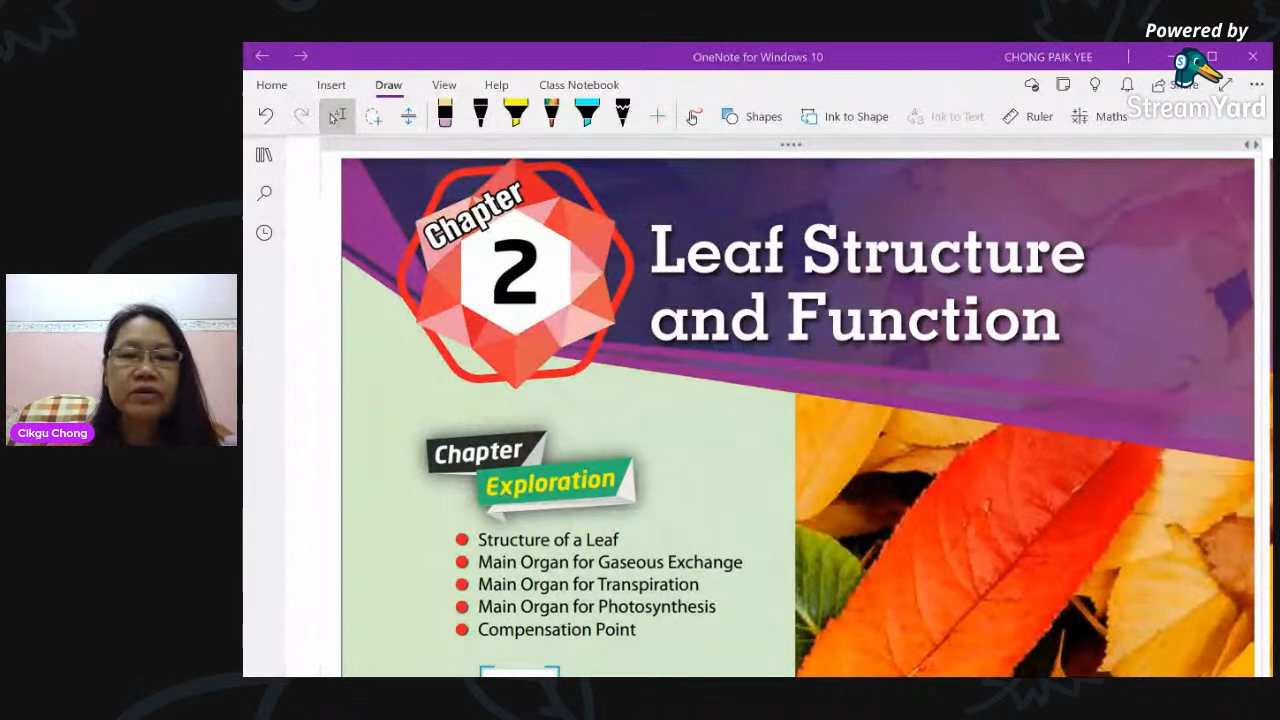 Powered by
StreamYard
OneNote for Windows 10
CHONG PAIK YEE
Home Insert Draw View Help Class Notebook
Shapes Ink to Shape Ink to Text Ruler Maths
Chapter
2
Leaf Structure
and Function
Chapter
Exploration
Structure of a Leaf
Main Organ for Gaseous Exchange
Main Organ for Transpiration
Main Organ for Photosynthesis
Compensation Point
Cikgu Chong